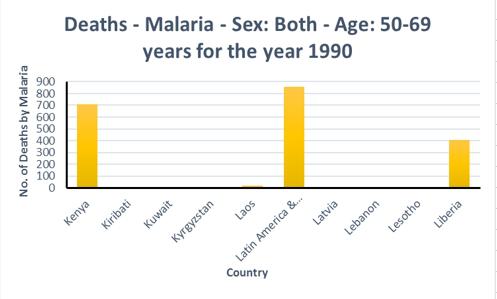 Deaths - Malaria - Sex: Both - Age: 50-69
years for the year 1990
No. of Deaths by Malaria
900
800
700
600
500
400
300
200
100
0
Kenya
Kiribati
Kuwait
Kyrgyzstan
Laos
Latin America &...
Latvia
Lebanon
Lesotho
Liberia
Country